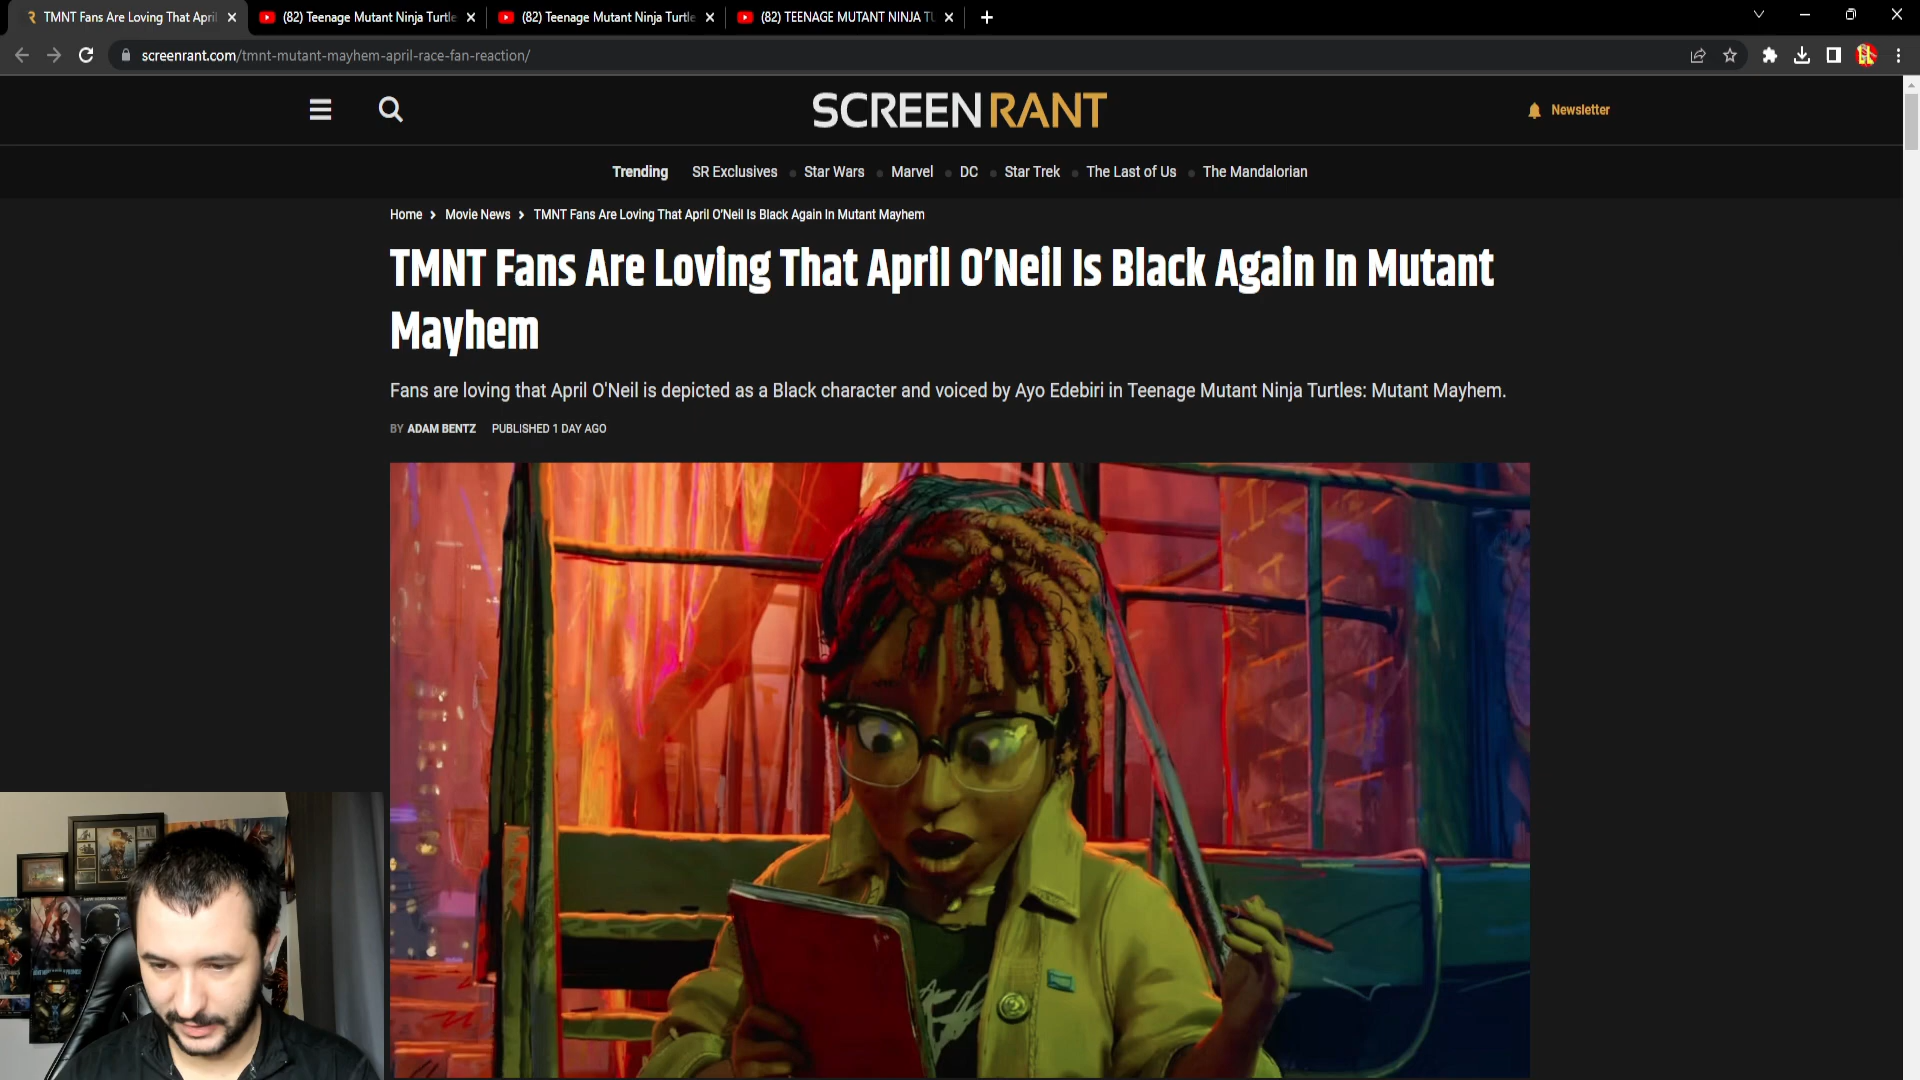 TMNT Fans Are Loving That April
(82) Teenage Mutant Ninja Turtle
(82) Teenage Mutant Ninja Turtle
(82) TEENAGE MUTANT NINJA TU
screenrant.com/tmnt-mutant-mayhem-april-race-fan-reaction/
SCREENRANT
Newsletter
Trending SR Exclusives Star Wars Marvel DC Star Trek The Last of Us The Mandalorian
Home > Movie News > TMNT Fans Are Loving That April O'Neil Is Black Again In Mutant Mayhem
TMNT Fans Are Loving That April O’Neil Is Black Again In Mutant
Mayhem
Fans are loving that April O'Neil is depicted as a Black character and voiced by Ayo Edebiri in Teenage Mutant Ninja Turtles: Mutant Mayhem.
BY ADAM BENTZ PUBLISHED 1 DAY AGO